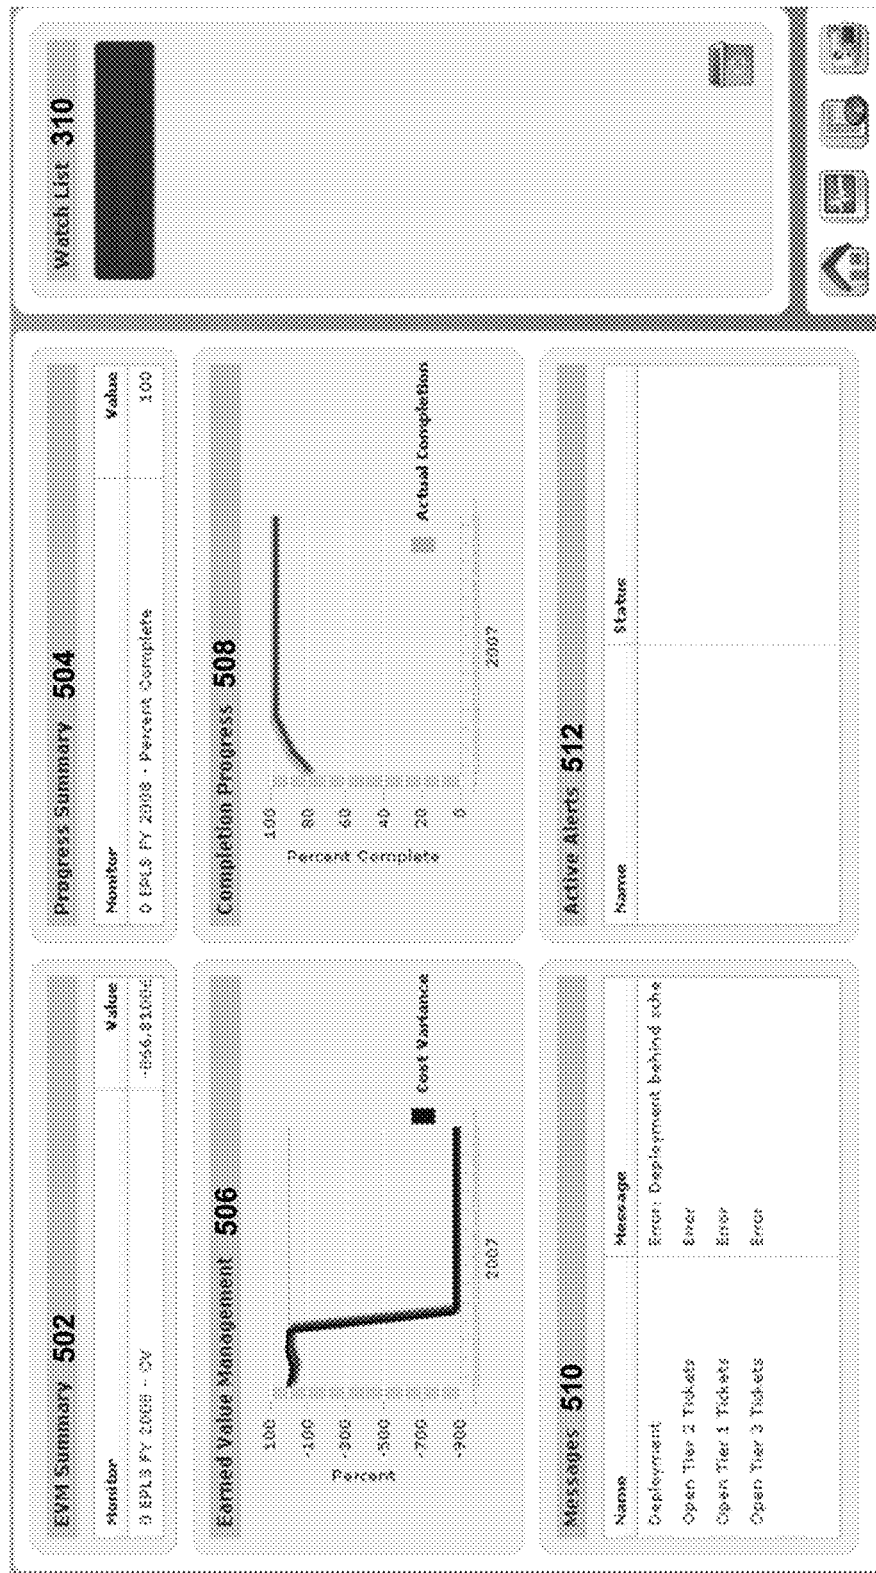 EVM Summary 502
Monitor Value
0 EPLS FY 2008 - CV
Progress Summary 504
Monitor Value
0 EPLS FY 2008 - Percent Complete 100
Watch List 310
Earned Value Management 506
100
-100
-300
-500
-700
-900
Percent
2007
Cost Variance
Completion Progress 508
100
80
60
40
20
0
Percent Complete
2007
Actual Completion
Messages 510
Name Message
Deployment Error: Deployment behind sche
Open Tier 2 Tickets Error
Open Tier 1 Tickets Error
Open Tier 3 Tickets Error
Active Alerts 512
Name Status